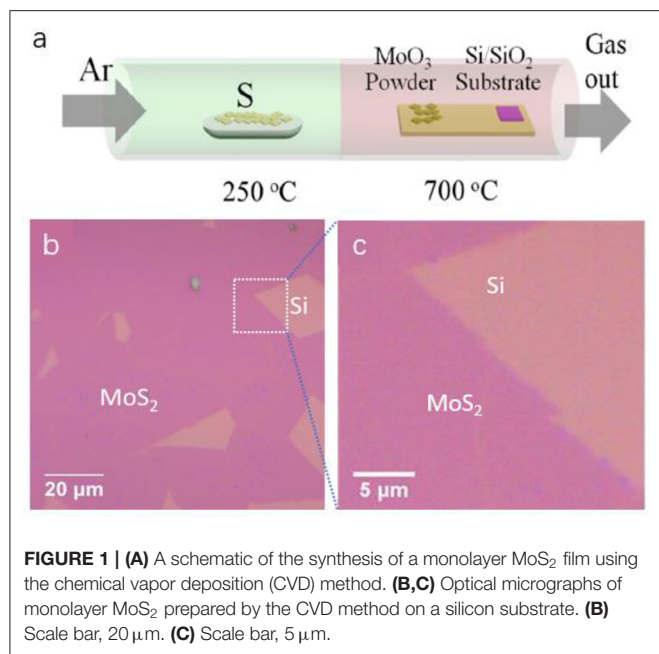 a
Ar
S
MoO₃
Powder
Si/SiO₂
Substrate
Gas
out
250 °C
700 °C
b
Si
MoS₂
20 μm
c
Si
MoS₂
5 μm
FIGURE 1 | (A) A schematic of the synthesis of a monolayer MoS₂ film using
the chemical vapor deposition (CVD) method. (B,C) Optical micrographs of
monolayer MoS₂ prepared by the CVD method on a silicon substrate. (B)
Scale bar, 20 μm. (C) Scale bar, 5 μm.